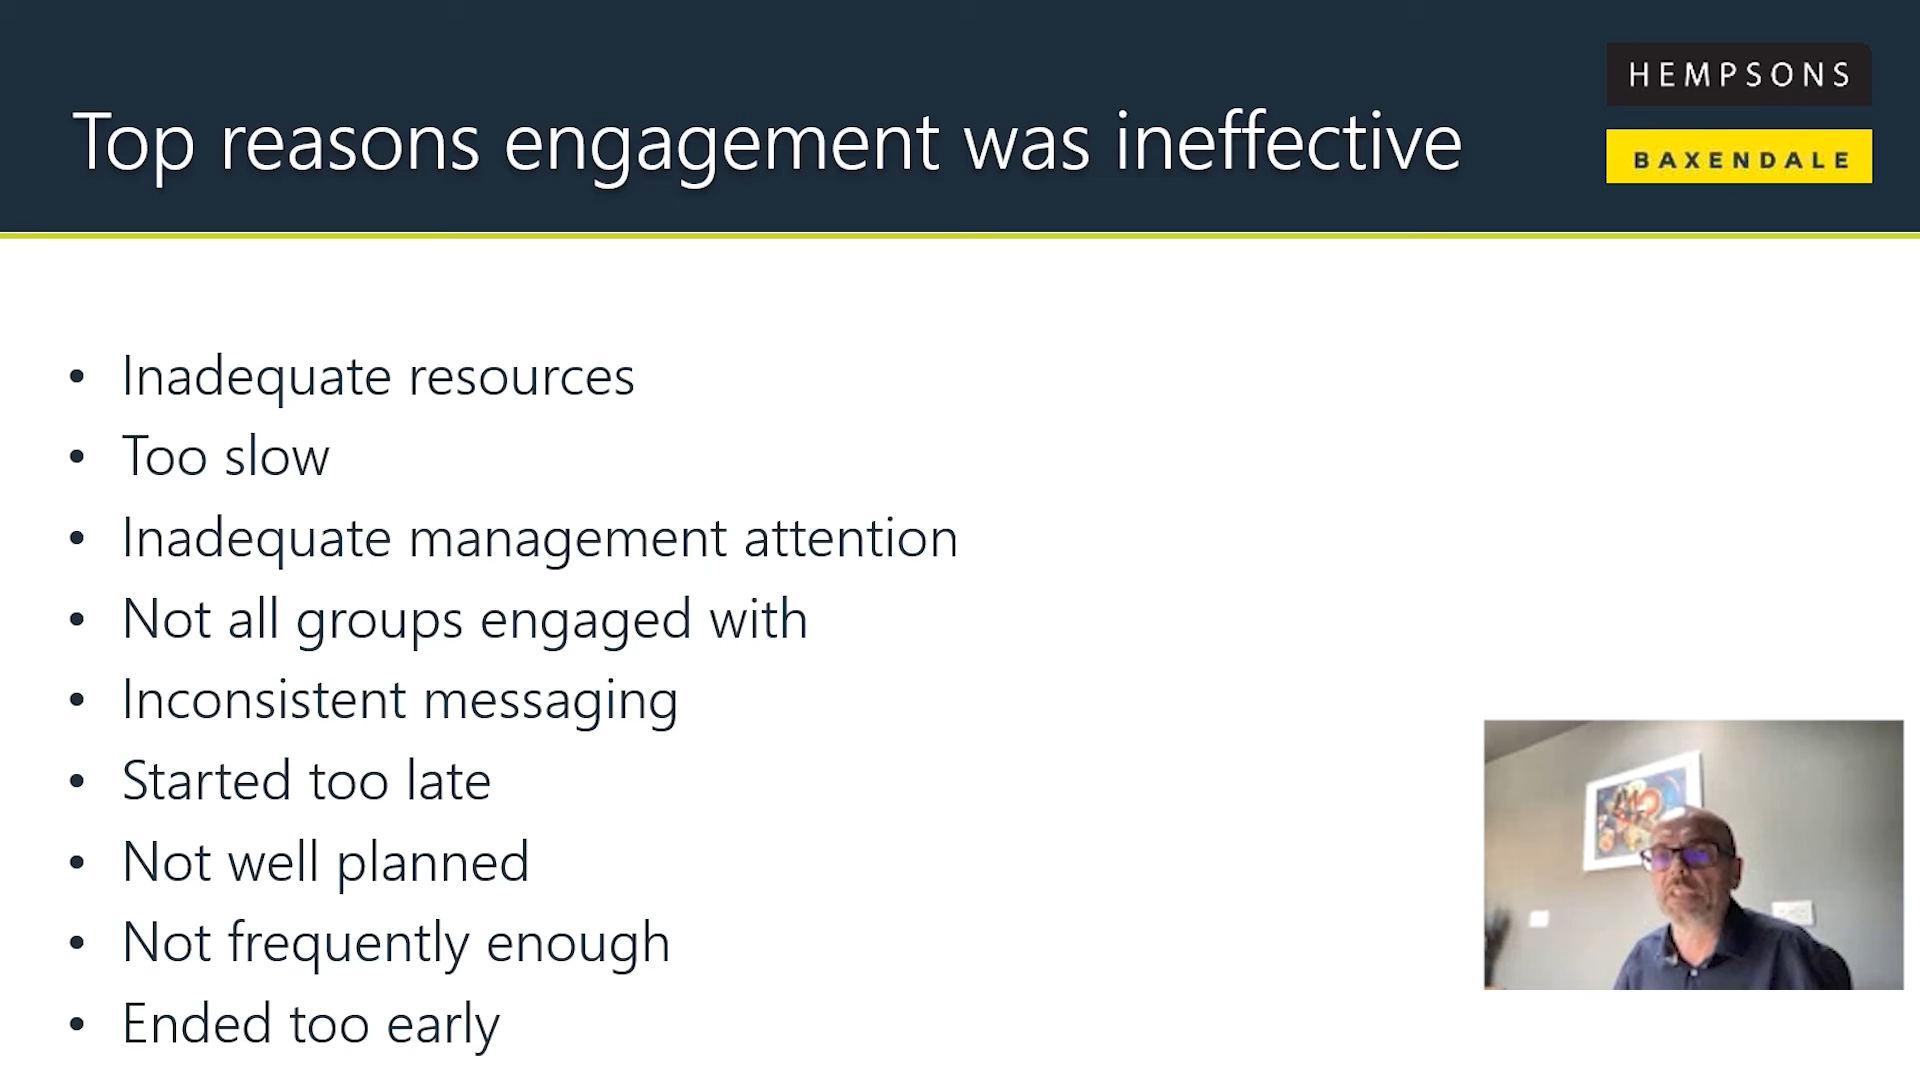 HEMPSONS
Top reasons engagement was ineffective
BAXENDALE
• Inadequate resources
• Too slow
• Inadequate management attention
• Not all groups engaged with
• Inconsistent messaging
• Started too late
• Not well planned
• Not frequently enough
• Ended too early